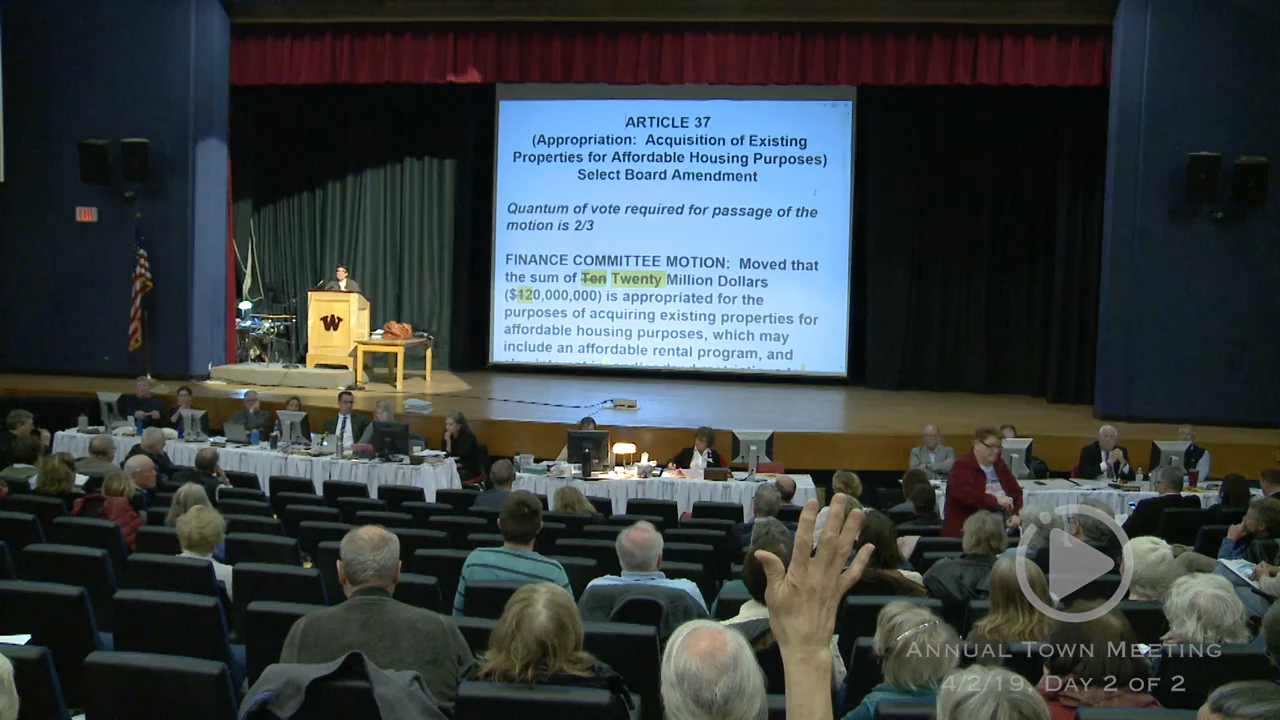 ARTICLE 37
(Appropriation: Acquisition of Existing
Properties for Affordable Housing Purposes)
Select Board Amendment
Quantum of vote required for passage of the
motion is 2/3
FINANCE COMMITTEE MOTION: Moved that
the sum of Ten Twenty Million Dollars
($120,000,000) is appropriated for the
purposes of acquiring existing properties for
affordable housing purposes, which may
include an affordable rental program, and
W
Annual Town Meeting
4/2/19, Day 2 of 2